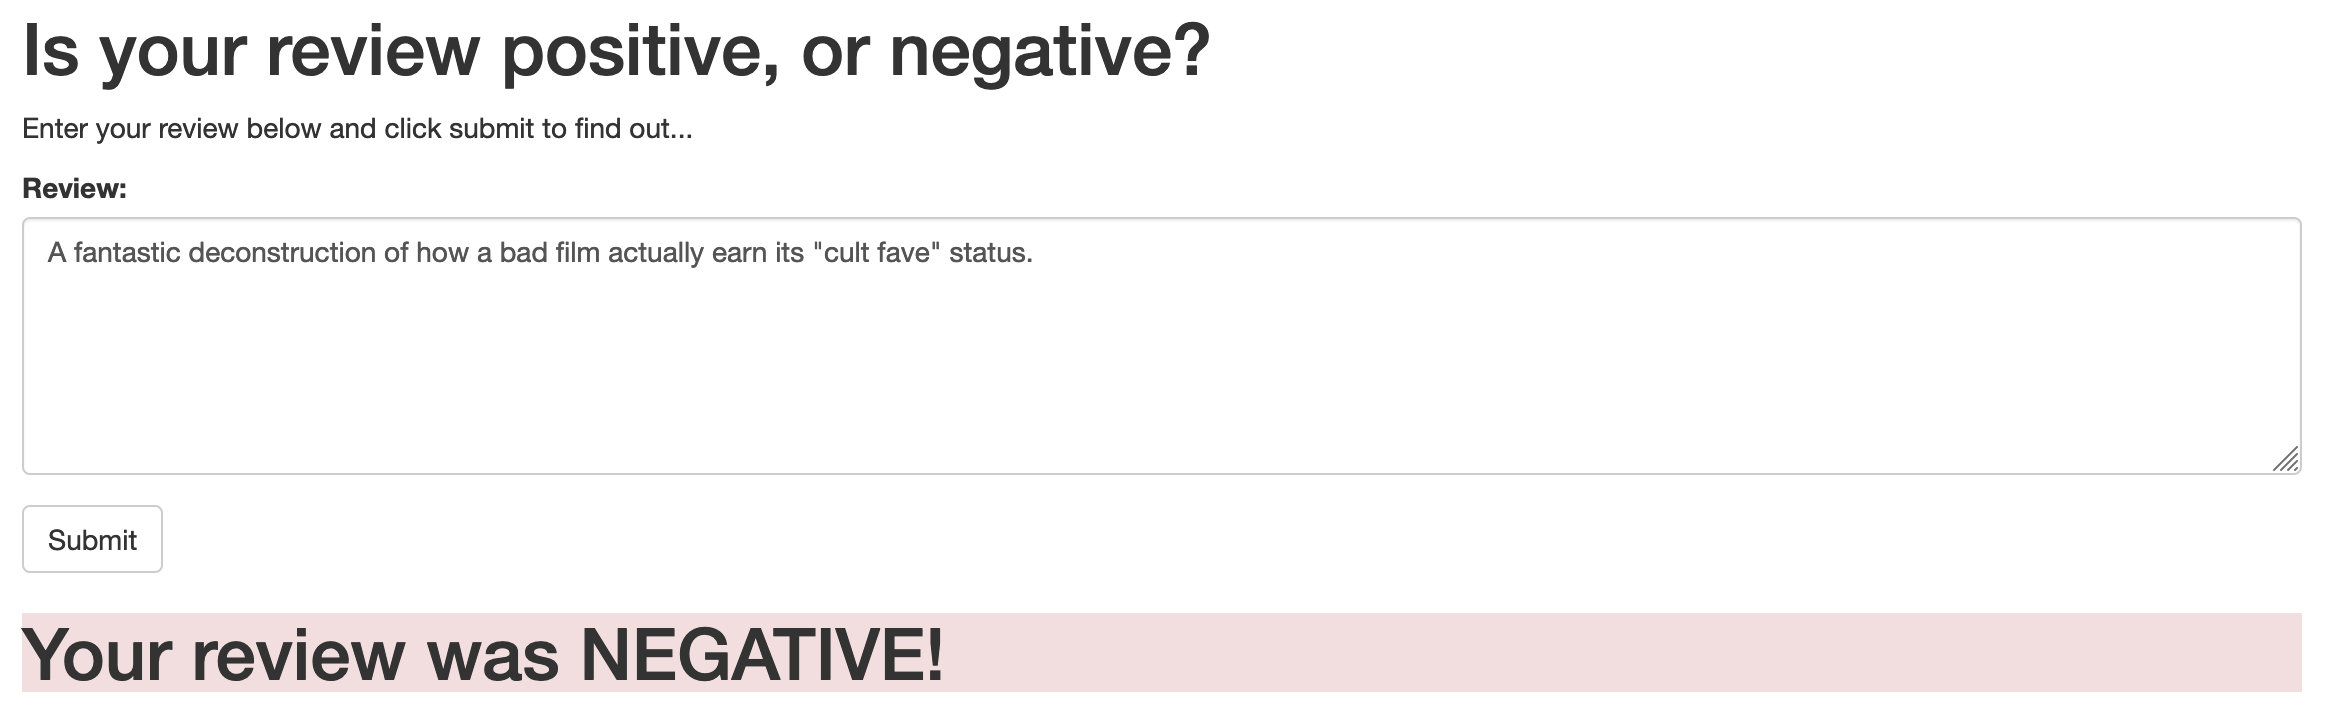 Is your review positive, or negative?
Enter your review below and click submit to find out...
Review:
A fantastic deconstruction of how a bad film actually earn its "cult fave" status.
Submit
Your review was NEGATIVE!